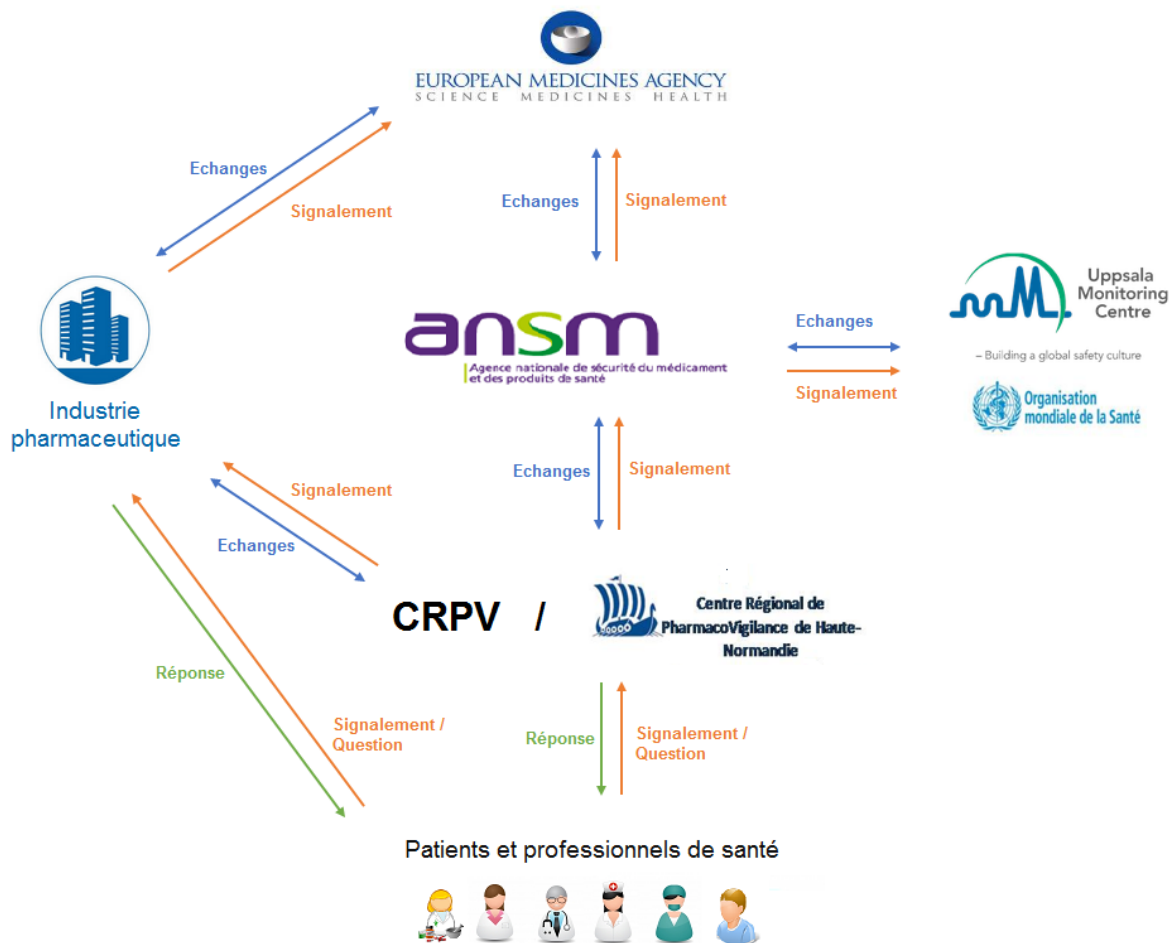 EUROPEAN MEDICINES AGENCY
SCIENCE MEDICINES HEALTH
Echanges
Signalement
Echanges
Signalement
ansm
Agence nationale de sécurité du médicament
et des produits de santé
Echanges
Signalement
Uppsala
Monitoring
Centre
– Building a global safety culture
Organisation
mondiale de la Santé
Industrie
pharmaceutique
Signalement
Echanges
Echanges
Signalement
CRPV /
Centre Régional de
PharmacoVigilance de Haute-
Normandie
Réponse
Signalement /
Question
Réponse
Signalement /
Question
Patients et professionnels de santé